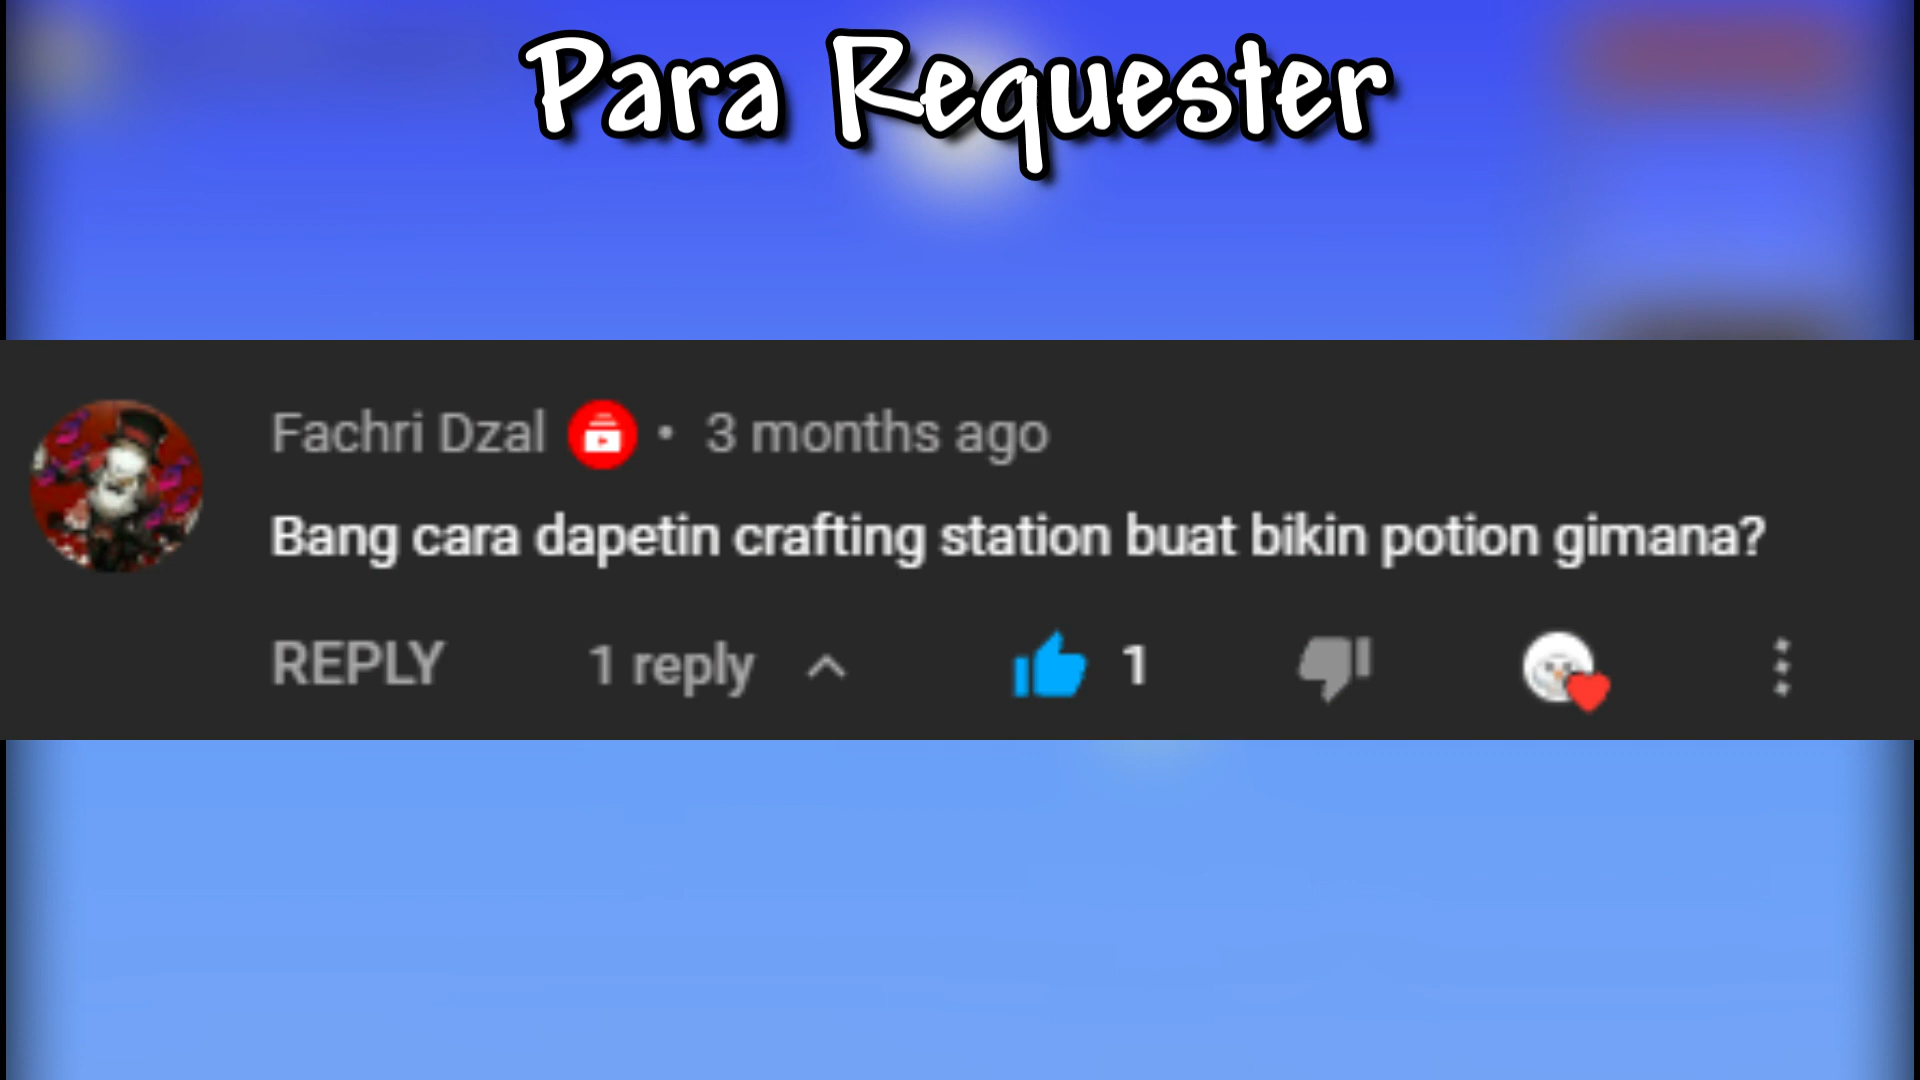 Para Requester
Fachri Dzal • 3 months ago
Bang cara dapetin crafting station buat bikin potion gimana?
REPLY 1 reply 1